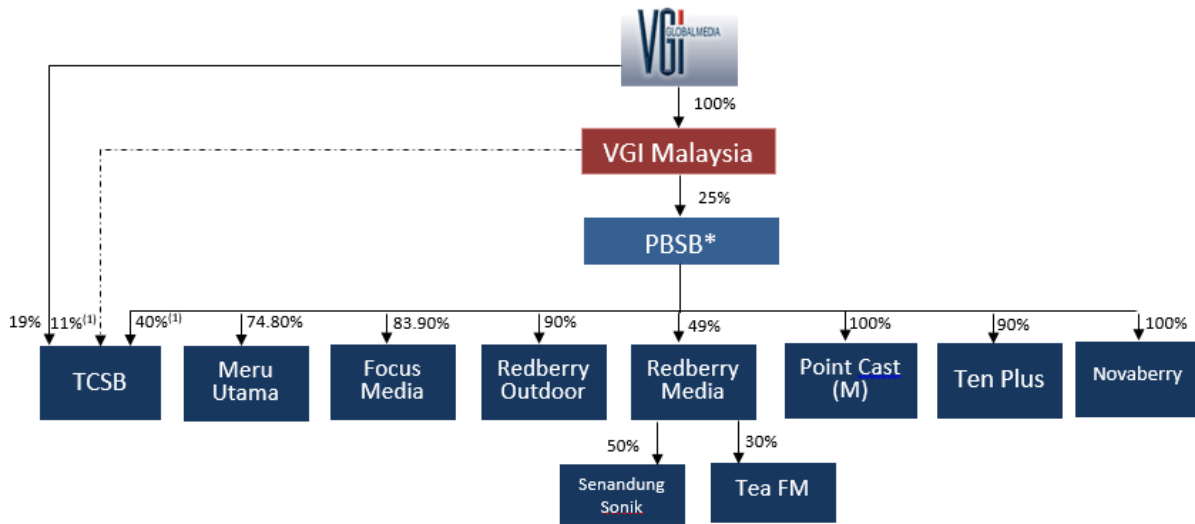 VGi
GLOBALMEDIA
100%
VGI Malaysia
25%
PBSB*
19%
11%(1)
40%(1)
74.80%
83.90%
90%
49%
100%
90%
100%
TCSB
Meru
Utama
Focus
Media
Redberry
Outdoor
Redberry
Media
Point Cast
(M)
Ten Plus
Novaberry
50%
30%
Senandung
Sonik
Tea FM